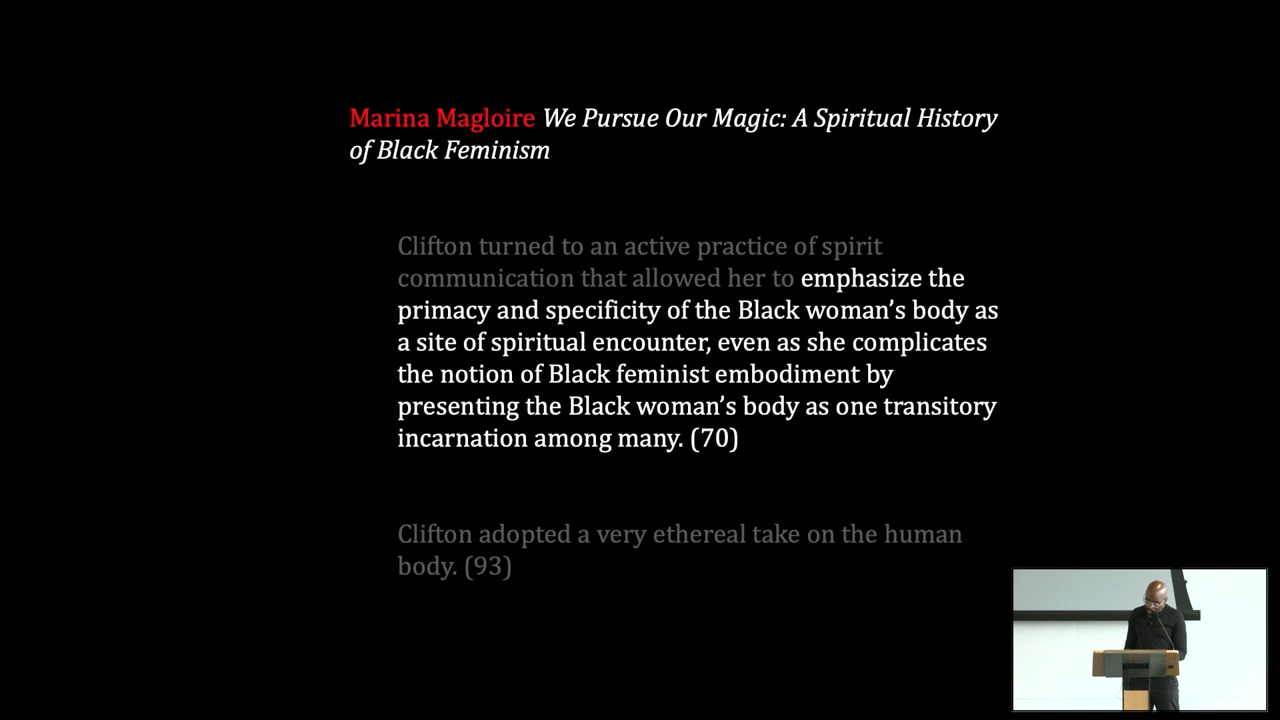 Marina Magloire We Pursue Our Magic: A Spiritual History
of Black Feminism
Clifton turned to an active practice of spirit
communication that allowed her to emphasize the
primacy and specificity of the Black woman’s body as
a site of spiritual encounter, even as she complicates
the notion of Black feminist embodiment by
presenting the Black woman’s body as one transitory
incarnation among many. (70)
Clifton adopted a very ethereal take on the human
body. (93)